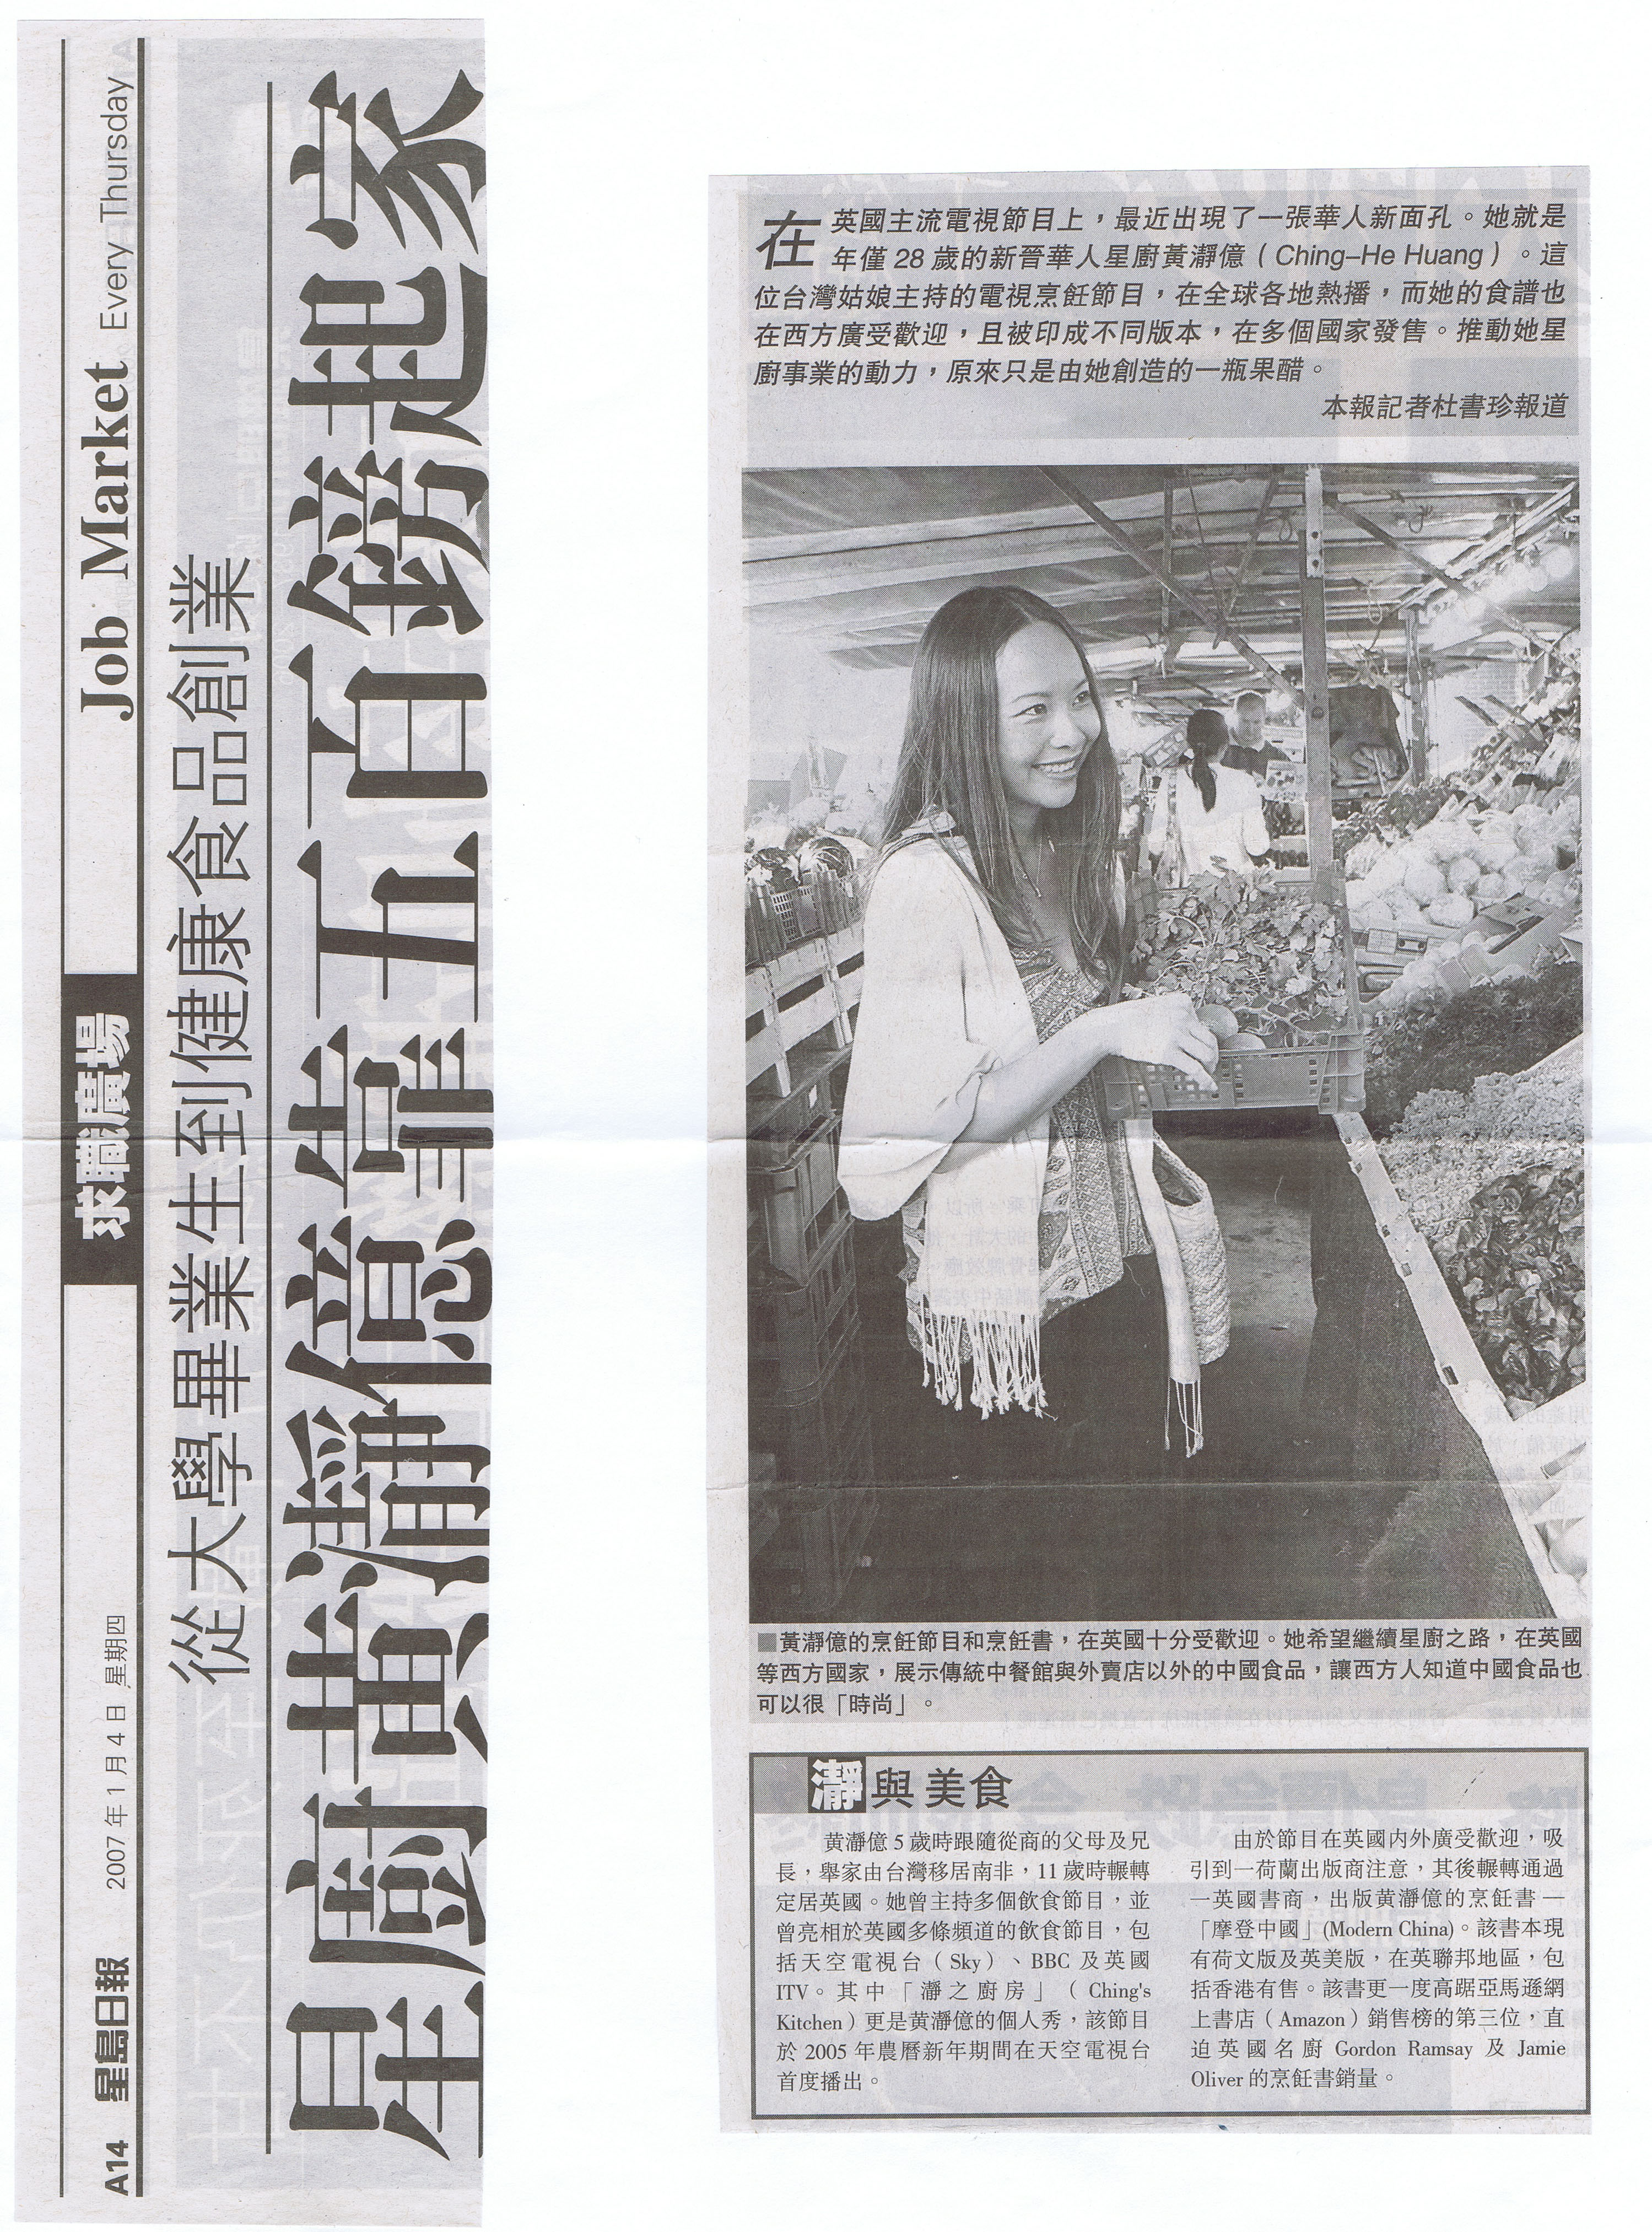 A14 星島日報 2007年1月4日 星期四 求職廣場 Job Market Every Thursday
從大學畢業生到健康食品創業
星廚黃瀞億靠五百鎊起家
在英國主流電視節目上，最近出現了一張華人新面孔。她就是
年僅28歲的新晉華人星廚黃瀞億（Ching–He Huang）。這
位台灣姑娘主持的電視烹飪節目，在全球各地熱播，而她的食譜也
在西方廣受歡迎，且被印成不同版本，在多個國家發售。推動她星
廚事業的動力，原來只是由她創造的一瓶果醋。
本報記者杜書珍報道
■黃瀞億的烹飪節目和烹飪書，在英國十分受歡迎。她希望繼續星廚之路，在英國
等西方國家，展示傳統中餐館與外賣店以外的中國食品，讓西方人知道中國食品也
可以很「時尚」。
瀞與美食
黃瀞億5歲時跟隨從商的父母及兄
長，舉家由台灣移居南非，11歲時輾轉
定居英國。她曾主持多個飲食節目，並
曾亮相於英國多條頻道的飲食節目，包
括天空電視台（Sky）、BBC及英國
ITV。其中「瀞之廚房」（Ching's
Kitchen）更是黃瀞億的個人秀，該節目
於2005年農曆新年期間在天空電視台
首度播出。
由於節目在英國內外廣受歡迎，吸
引到一荷蘭出版商注意，其後輾轉通過
一英國書商，出版黃瀞億的烹飪書—
「摩登中國」(Modern China)。該書本現
有荷文版及英美版，在英聯邦地區，包
括香港有售。該書更一度高踞亞馬遜網
上書店（Amazon）銷售榜的第三位，直
迫英國名廚 Gordon Ramsay 及 Jamie
Oliver 的烹飪書銷量。